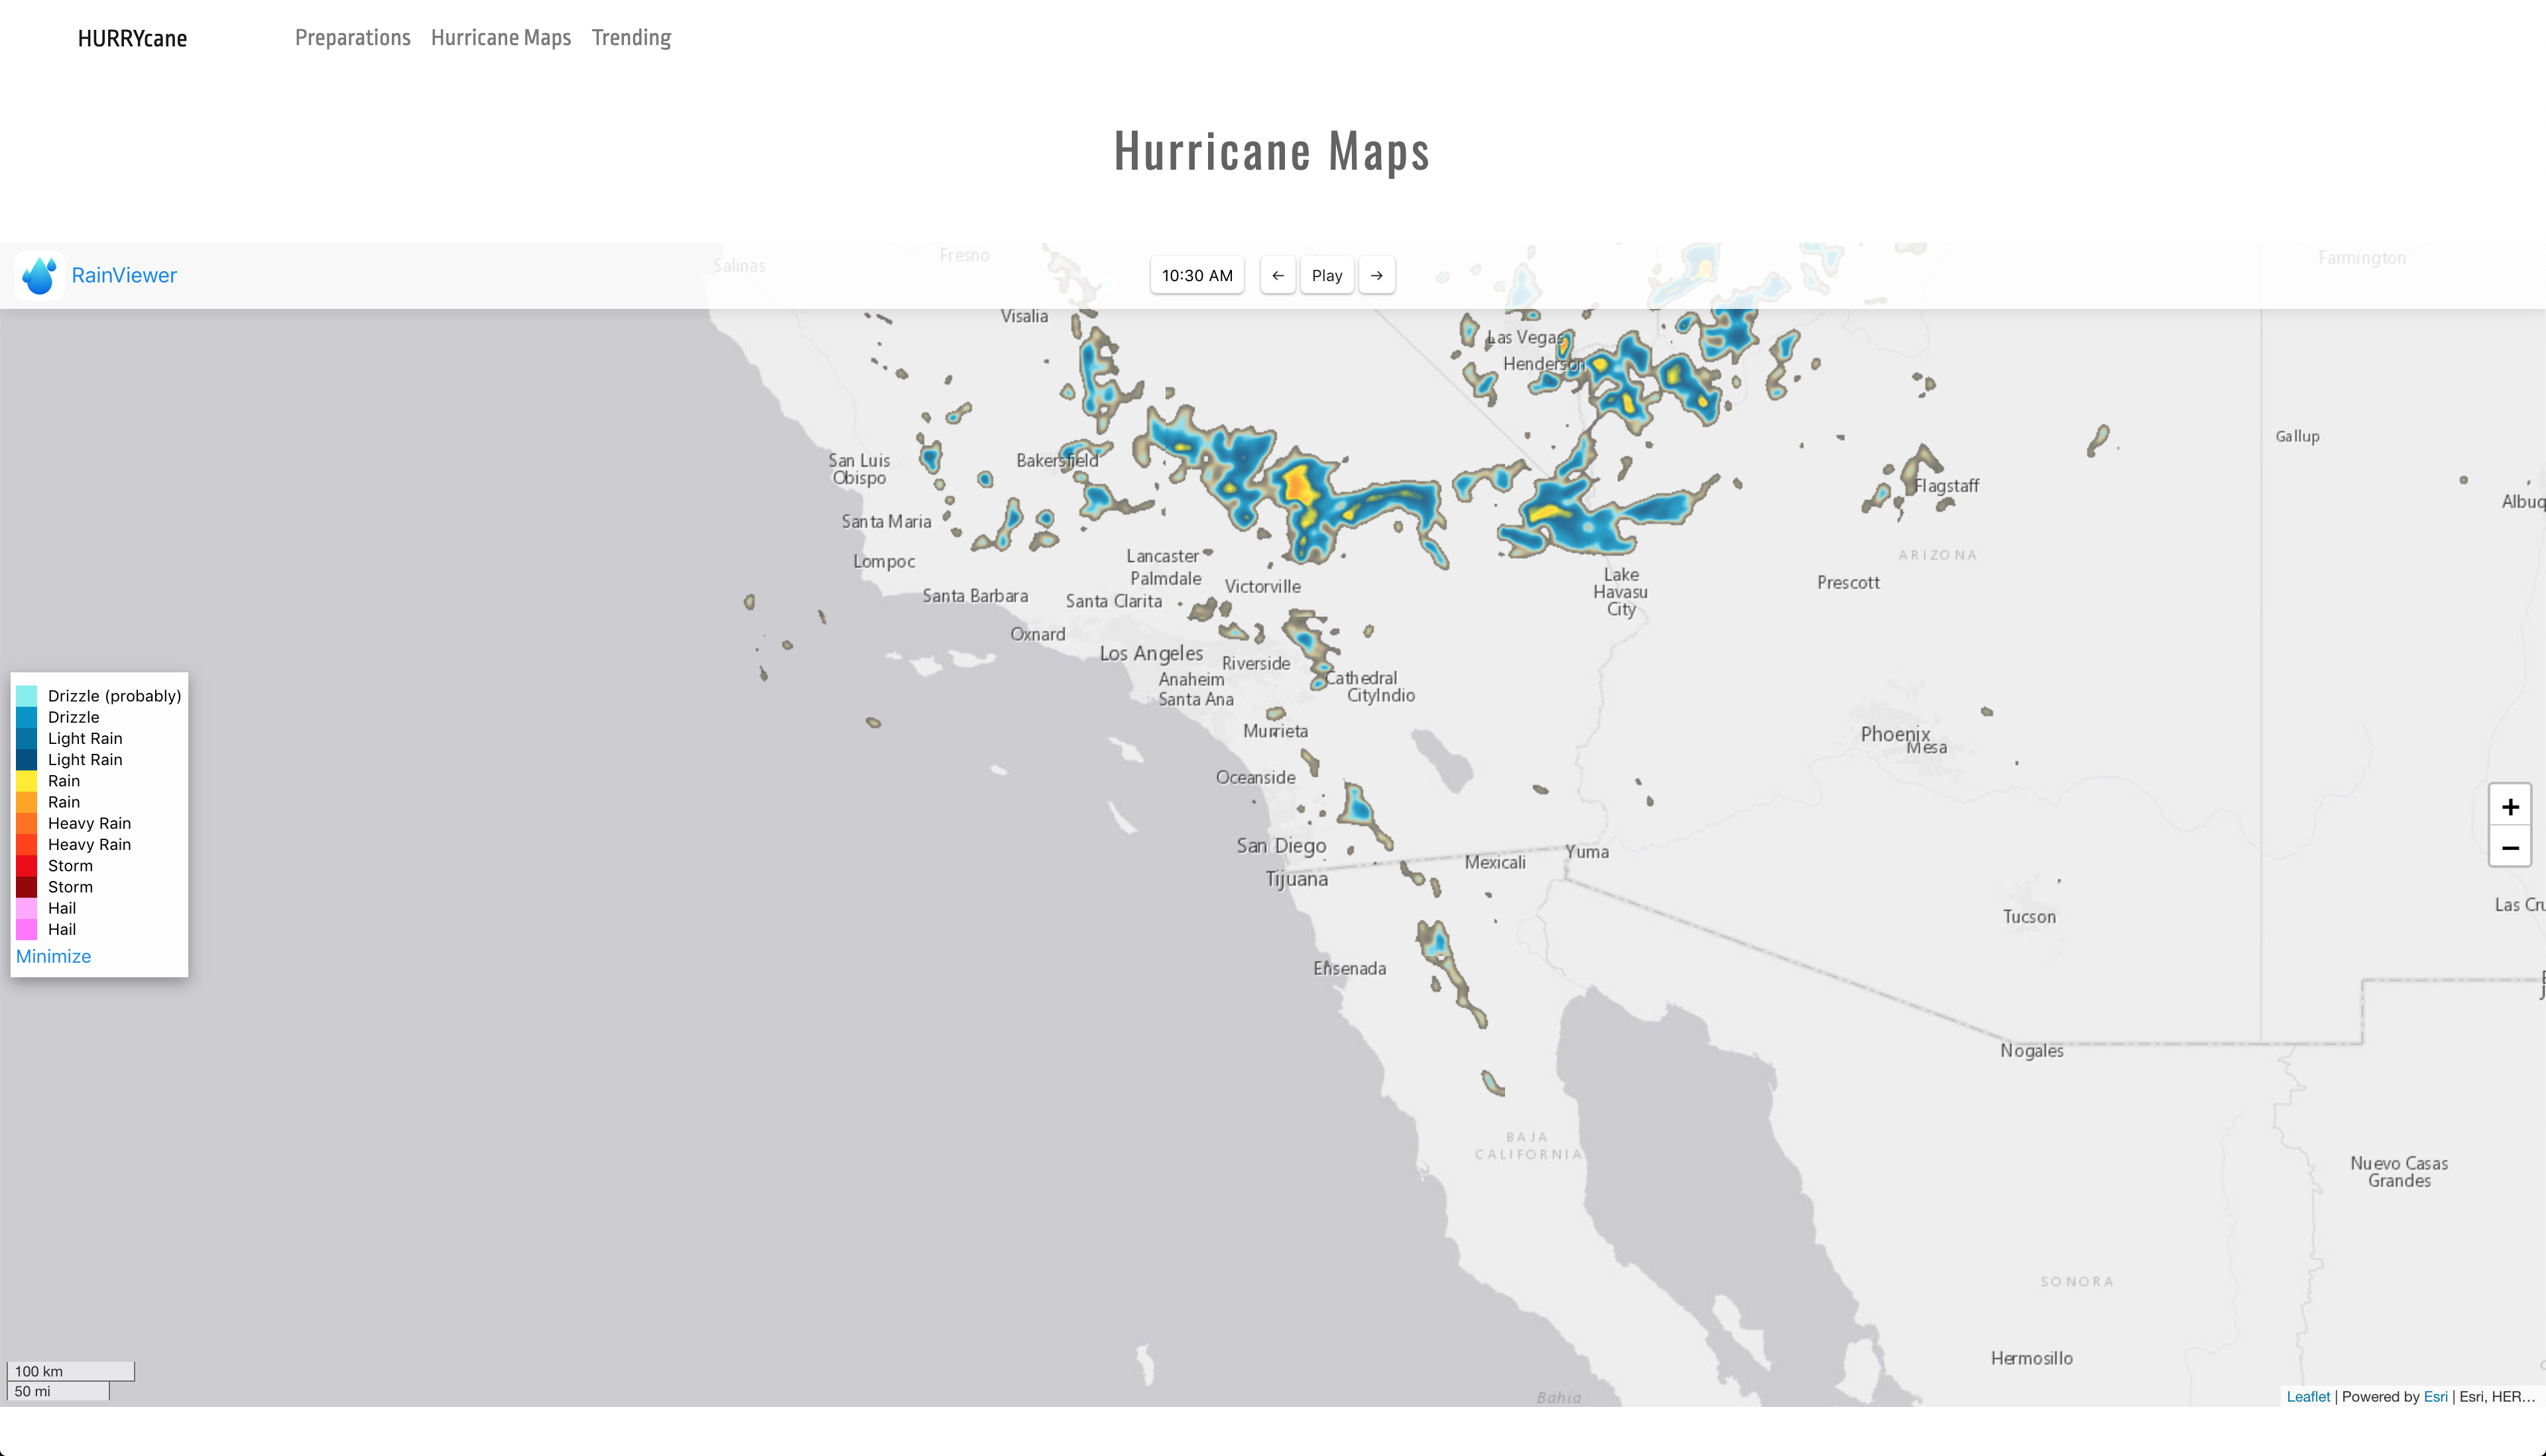 HURRYcane
Preparations
Hurricane Maps
Trending
Hurricane Maps
RainViewer
10:30 AM
←
Play
→
Salinas
Fresno
Farmington
Visalia
Las Vegas
Henderson
San Luis
Obispo
Bakersfield
Gallup
Flagstaff
Santa Maria
Lompoc
Lancaster
Palmdale
Victorville
ARIZONA
Lake
Havasu
City
Prescott
Santa Barbara
Santa Clarita
Oxnard
Los Angeles
Riverside
Anaheim
Santa Ana
Cathedral
City
Indio
Murrieta
Phoenix
Mesa
Oceanside
San Diego
Tijuana
Mexicali
Yuma
Tucson
Las Cru
Ensenada
Nogales
BAJA
CALIFORNIA
Nuevo Casas
Grandes
SONORA
Hermosillo
Bahia
Albuq
Drizzle (probably)
Drizzle
Light Rain
Light Rain
Rain
Rain
Heavy Rain
Heavy Rain
Storm
Storm
Hail
Hail
Minimize
+
−
100 km
50 mi
Leaflet | Powered by Esri | Esri, HER...